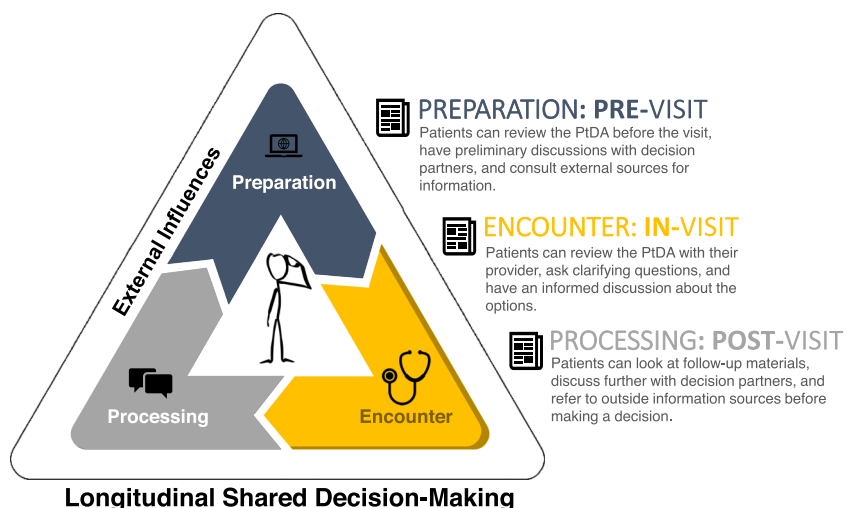 External Influences
Preparation
Processing
Encounter
PREPARATION: PRE-VISIT
Patients can review the PtDA before the visit,
have preliminary discussions with decision
partners, and consult external sources for
information.
ENCOUNTER: IN-VISIT
Patients can review the PtDA with their
provider, ask clarifying questions, and
have an informed discussion about the
options.
PROCESSING: POST-VISIT
Patients can look at follow-up materials,
discuss further with decision partners, and
refer to outside information sources before
making a decision.
Longitudinal Shared Decision-Making